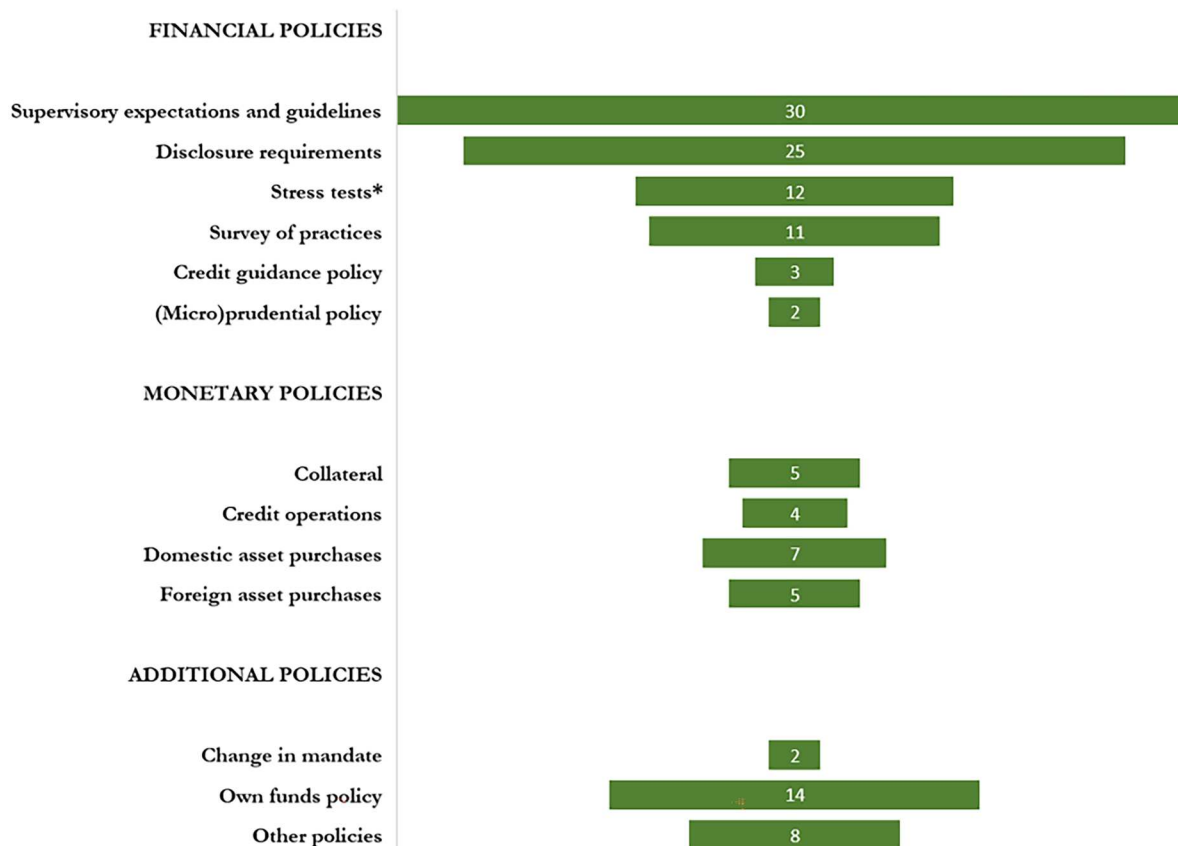 FINANCIAL POLICIES
Supervisory expectations and guidelines 30
Disclosure requirements 25
Stress tests* 12
Survey of practices 11
Credit guidance policy 3
(Micro)prudential policy 2
MONETARY POLICIES
Collateral 5
Credit operations 4
Domestic asset purchases 7
Foreign asset purchases 5
ADDITIONAL POLICIES
Change in mandate 2
Own funds policy 14
Other policies 8